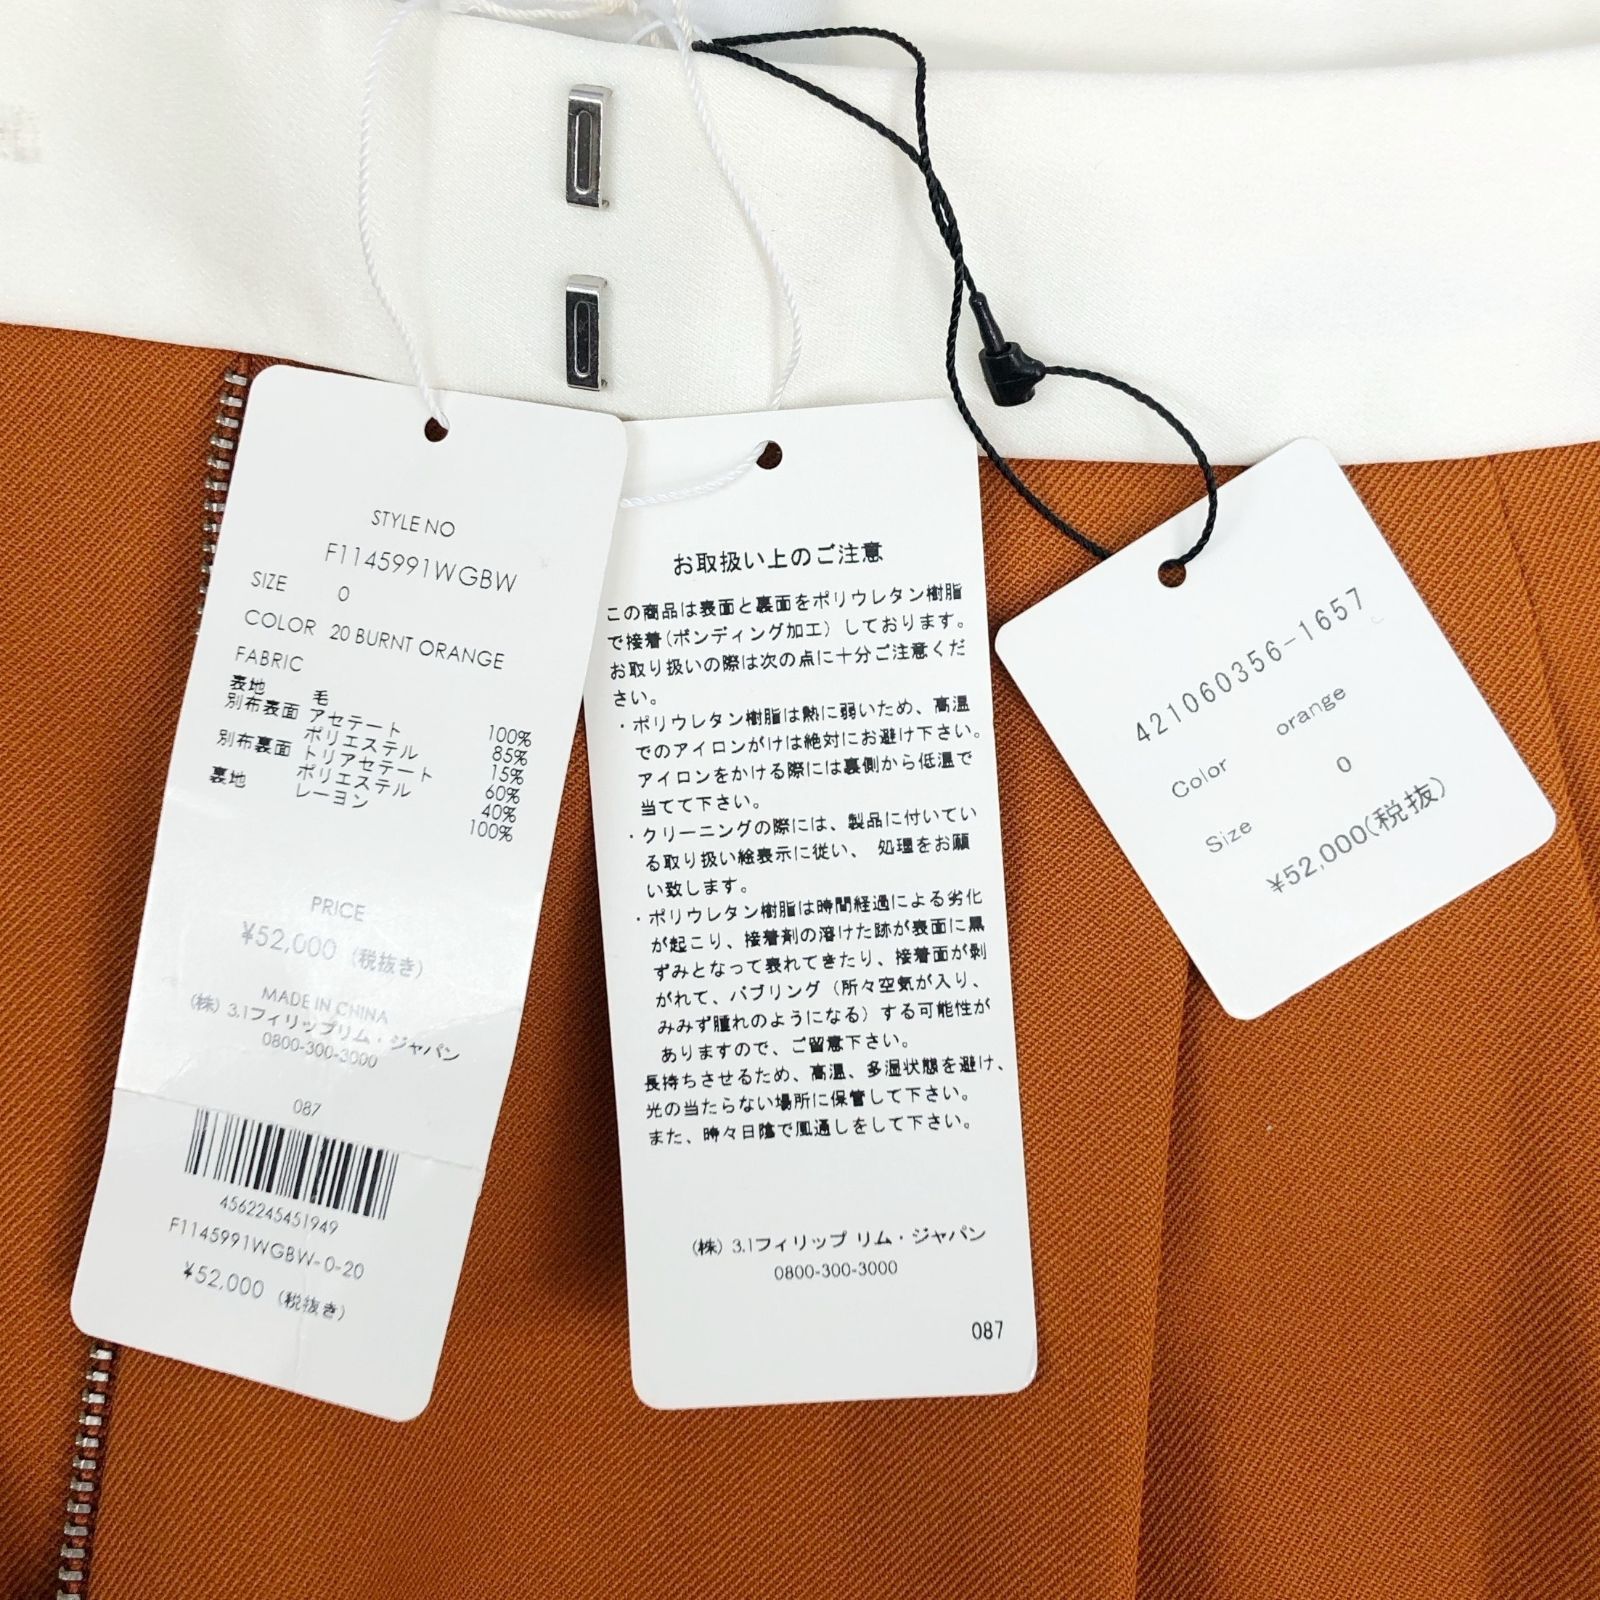 STYLE NO
F1145991WGBW
SIZE 0
COLOR 20 BURNT ORANGE
FABRIC
表地 毛 100%
別布表面 アセテート 85%
ポリエステル 15%
別布裏面 トリアセテート 60%
ポリエステル 40%
裏地 レーヨン 100%
PRICE
¥52,000 (税抜き)
MADE IN CHINA
(株) 3.1フィリップリム・ジャパン
0800-300-3000
087
4562245451949
F1145991WGBW-0-20
¥52,000 (税抜き)
お取扱い上のご注意
この商品は表面と裏面をポリウレタン樹脂
で接着(ボンディング加工) しております。
お取り扱いの際は次の点に十分ご注意くだ
さい。
・ポリウレタン樹脂は熱に弱いため、高温
でのアイロンがけは絶対にお避け下さい。
アイロンをかける際には裏側から低温で
当てて下さい。
・クリーニングの際には、製品に付いてい
る取り扱い絵表示に従い、 処理をお願
い致します。
・ポリウレタン樹脂は時間経過による劣化
が起こり、接着剤の溶けた跡が表面に黒
ずみとなって表れてきたり、接着面が剥
がれて、バブリング (所々空気が入り、
みみず腫れのようになる) する可能性が
ありますので、ご留意下さい。
長持ちさせるため、高温、多湿状態を避け、
光の当たらない場所に保管して下さい。
また、時々日陰で風通しをして下さい。
(株) 3.1フィリップ リム・ジャパン
0800-300-3000
087
421060356-1657
Color orange
Size 0
¥52,000(税抜)